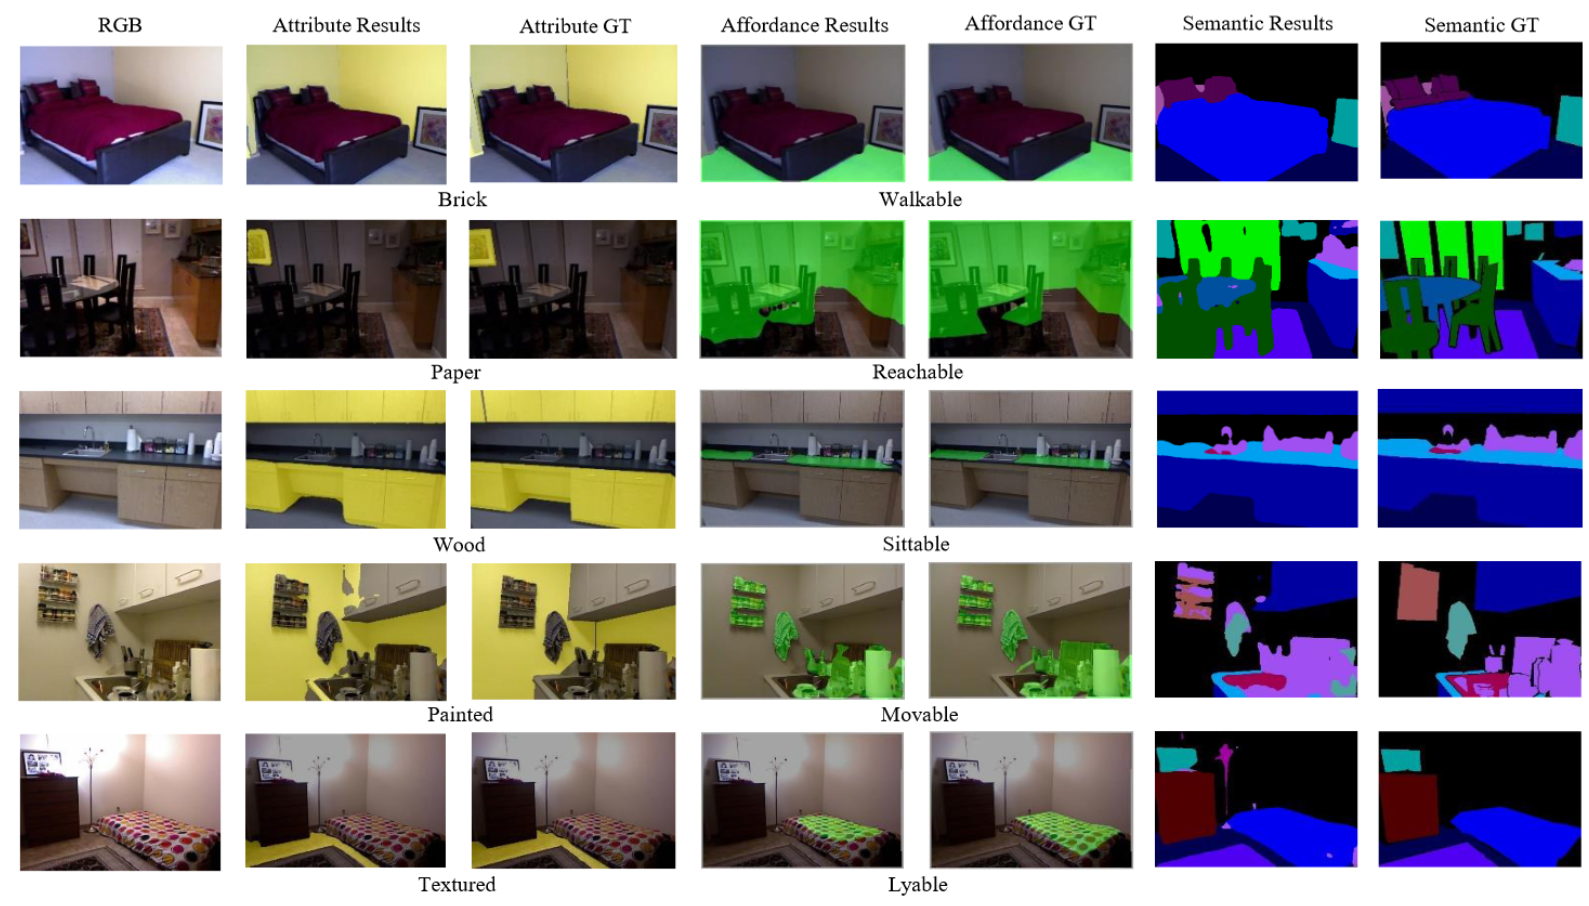 RGB Attribute Results Attribute GT Affordance Results Affordance GT Semantic Results Semantic GT
Brick Walkable
Paper Reachable
Wood Sittable
Painted Movable
Textured Lyable